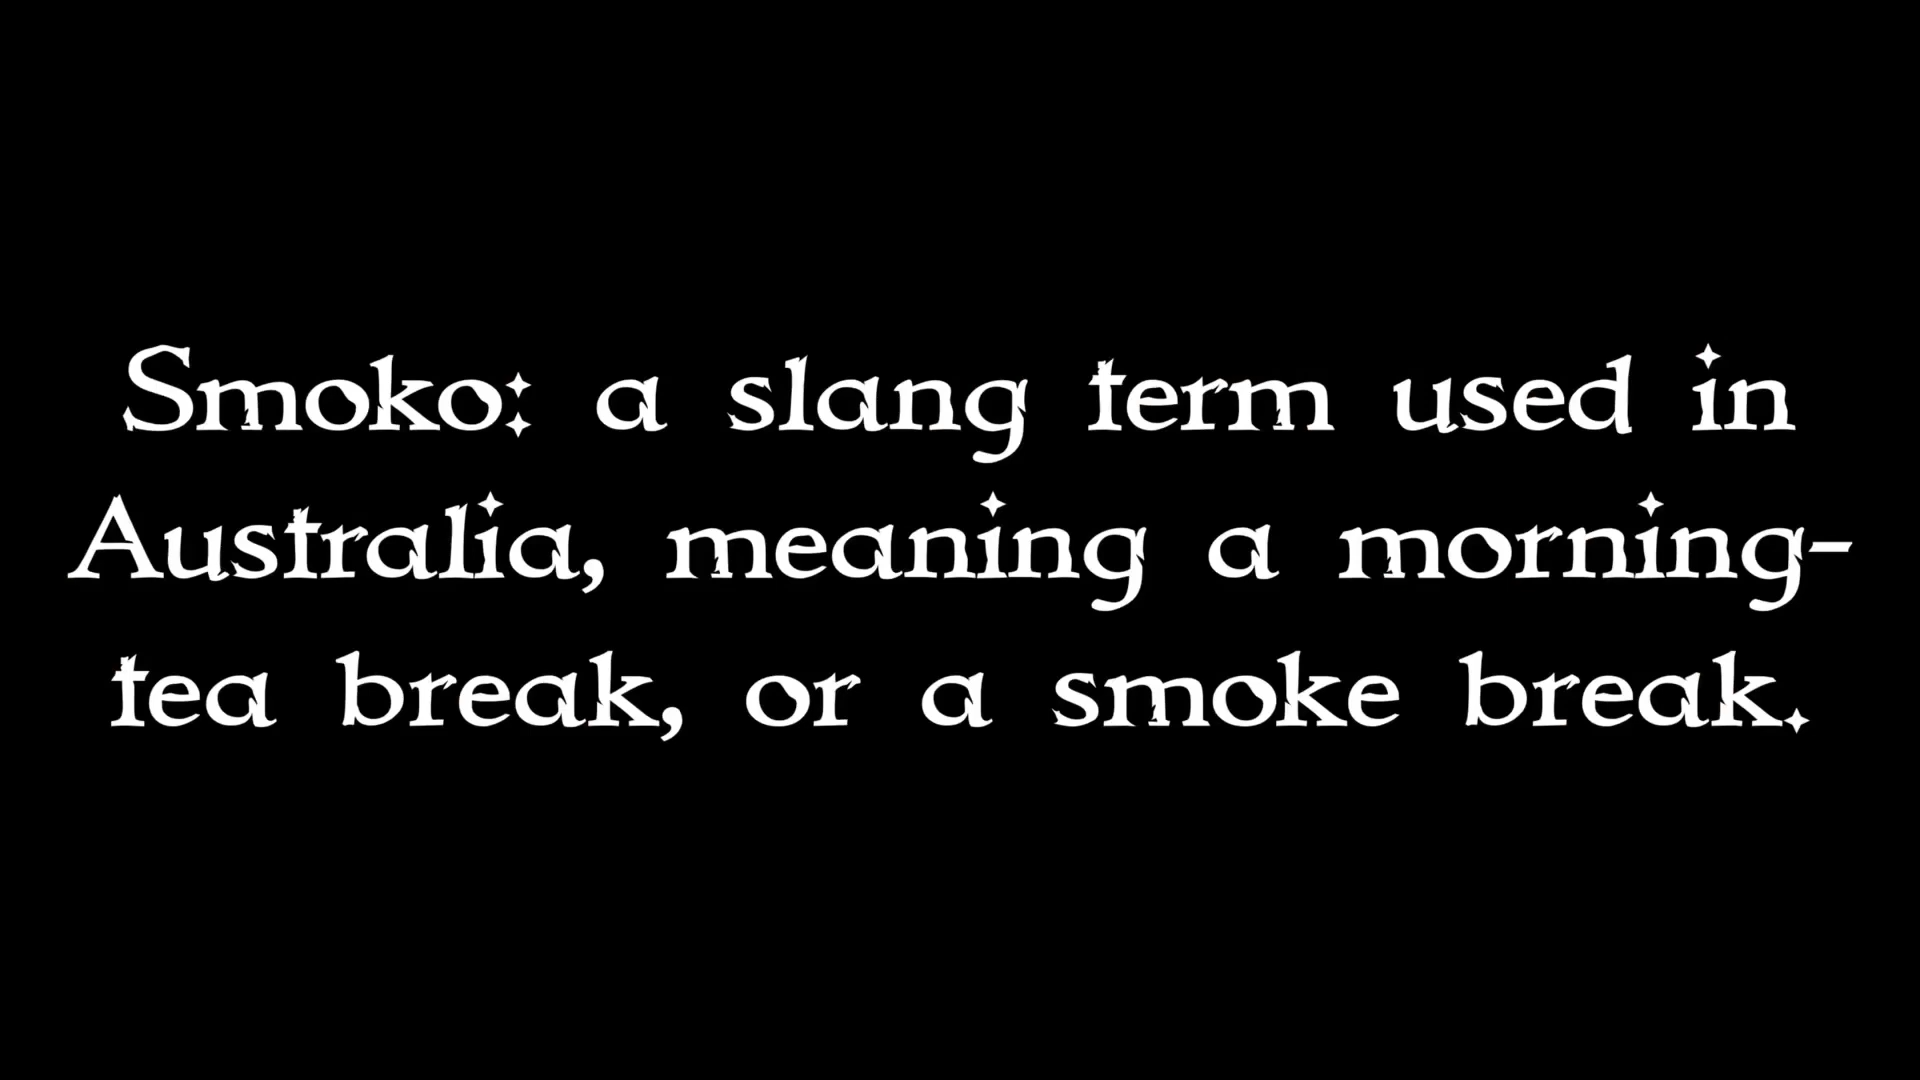 Smoko: a slang term used in
Australia, meaning a morning-
tea break, or a smoke break.